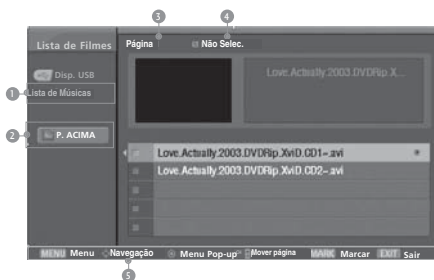 3 4
Lista de Filmes Página Não Selec.
Disp. USB
Love.Actually.2003.DVDRip X...
1 Lista de Músicas
2 P. ACIMA
Love.Actually.2003.DVDRip.XviD.CD1~.avi
Love.Actually.2003.DVDRip.XviD.CD2~.avi
MENU Menu Navegação Menu Pop-up Mover página MARK Marcar EXIT Sair
5